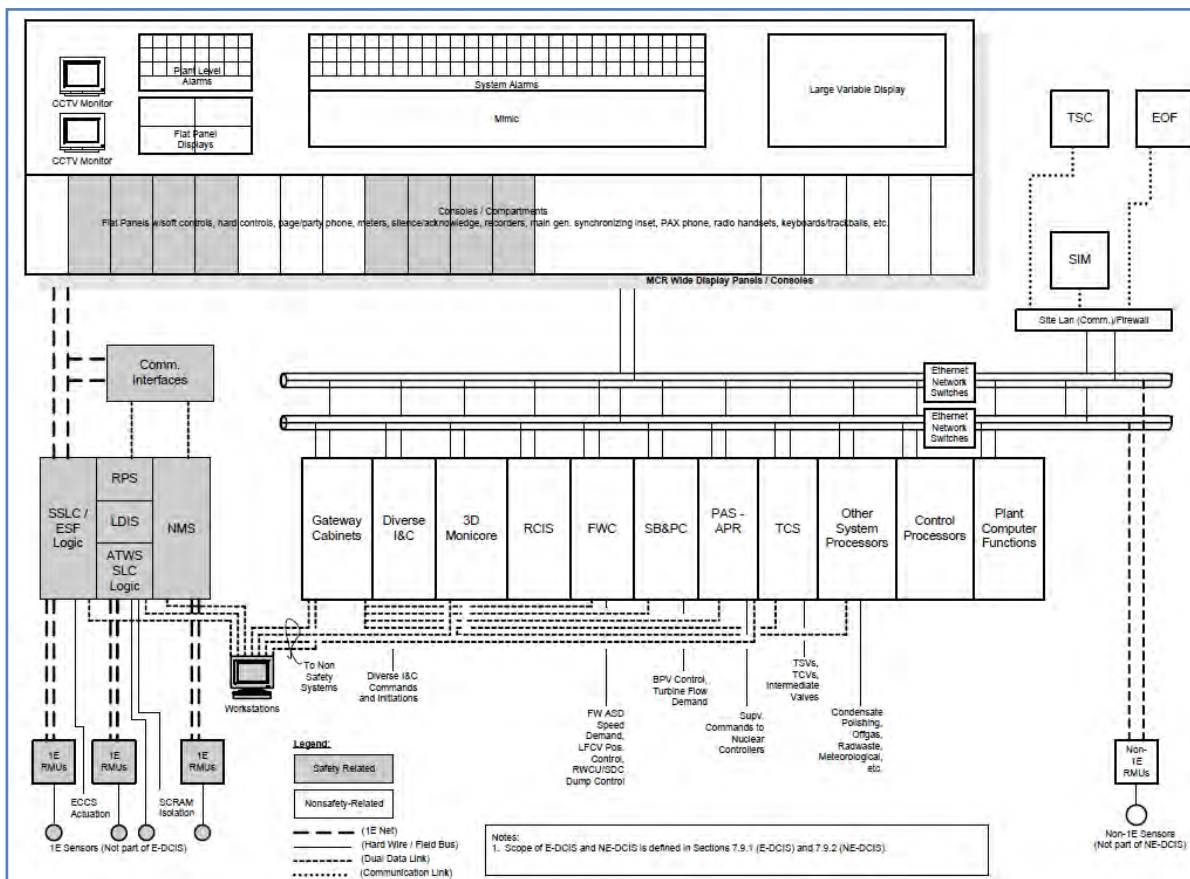 CCTV Monitor
CCTV Monitor
Plant Level
Alarms
Flat Panel
Displays
System Alarms
Mimic
Large Variable Display
TSC
EOF
SIM
Site Lan (Comm.)/Firewall
Consoles / Compartments
Flat Panels w/soft controls, hard controls, page/party phone, meters, silence/acknowledge, recorders, main gen. synchronizing inset, PAX phone, radio handsets, keyboards/trackballs, etc.
MCR Wide Display Panels / Consoles
Comm.
Interfaces
Ethernet
Network
Switches
Ethernet
Network
Switches
SSLC /
ESF
Logic
RPS
LDIS
ATWS
SLC
Logic
NMS
Gateway
Cabinets
Diverse
I&C
3D
Monicore
RCIS
FWC
SB&PC
PAS -
APR
TCS
Other
System
Processors
Control
Processors
Plant
Computer
Functions
Workstations
To Non
Safety
Systems
Diverse I&C
Commands
and Initiations
FW ASD
Speed
Demand,
LFCV Pos.
Control,
RWCU/SDC
Dump Control
BPV Control,
Turbine Flow
Demand
Supv.
Commands to
Nuclear
Controllers
TSVs,
TCVs,
Intermediate
Valves
Condensate
Polishing,
Offgas,
Radwaste,
Meteorological,
etc.
1E
RMUs
1E
RMUs
1E
RMUs
ECCS
Actuation
SCRAM
Isolation
1E Sensors (Not part of E-DCIS)
Non-
1E
RMUs
Non-1E Sensors
(Not part of NE-DCIS)
Legend:
Safety Related
Nonsafety-Related
(1E Net)
(Hard Wire / Field Bus)
(Dual Data Link)
(Communication Link)
Notes:
1. Scope of E-DCIS and NE-DCIS is defined in Sections 7.9.1 (E-DCIS) and 7.9.2 (NE-DCIS).